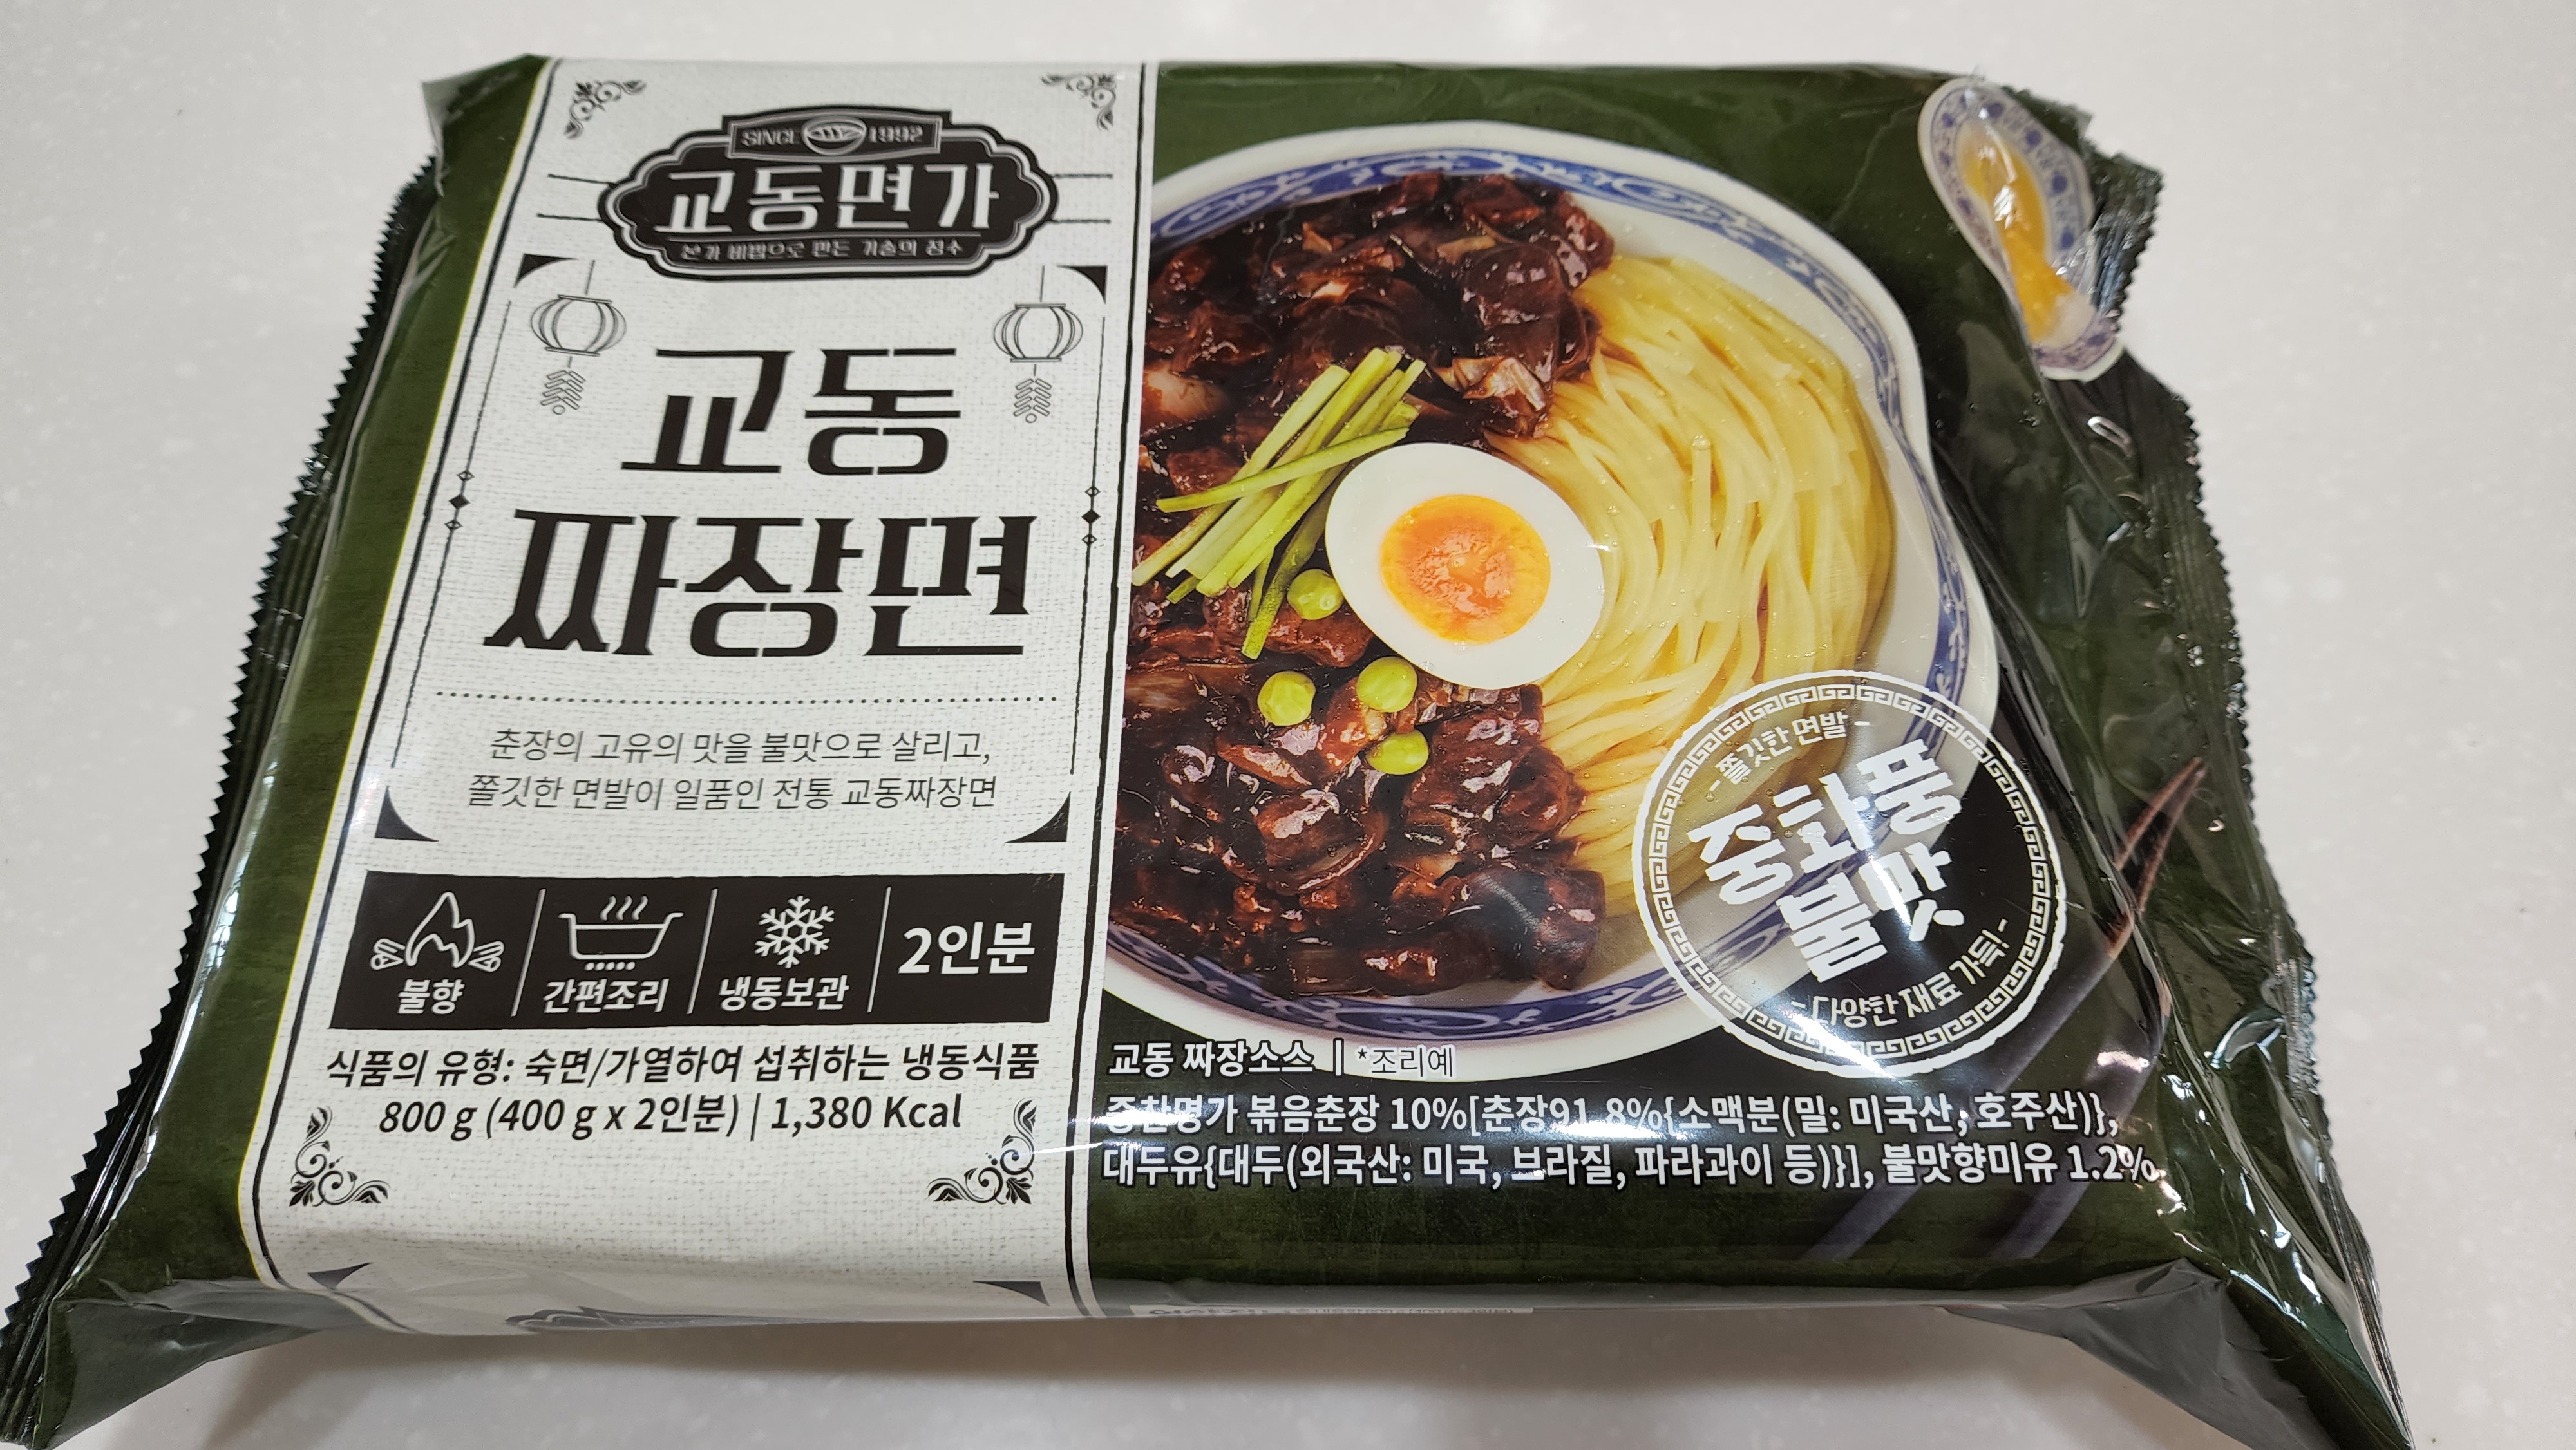 SINCE 1992
교동면가
본가 비법으로 만든 기술의 점수
교동
짜장면
춘장의 고유의 맛을 불맛으로 살리고,
쫄깃한 면발이 일품인 전통 교동짜장면
불향
간편조리
냉동보관
2인분
식품의 유형: 숙면/가열하여 섭취하는 냉동식품
800 g (400 g x 2인분) | 1,380 Kcal
- 쫄깃한 면발 -
중화풍
불맛
- 다양한 재료 가득! -
교동 짜장소스 | *조리예
중찬명가 볶음춘장 10%[춘장91.8%{소맥분(밀: 미국산, 호주산)},
대두유{대두(외국산: 미국, 브라질, 파라과이 등)}], 불맛향미유 1.2%